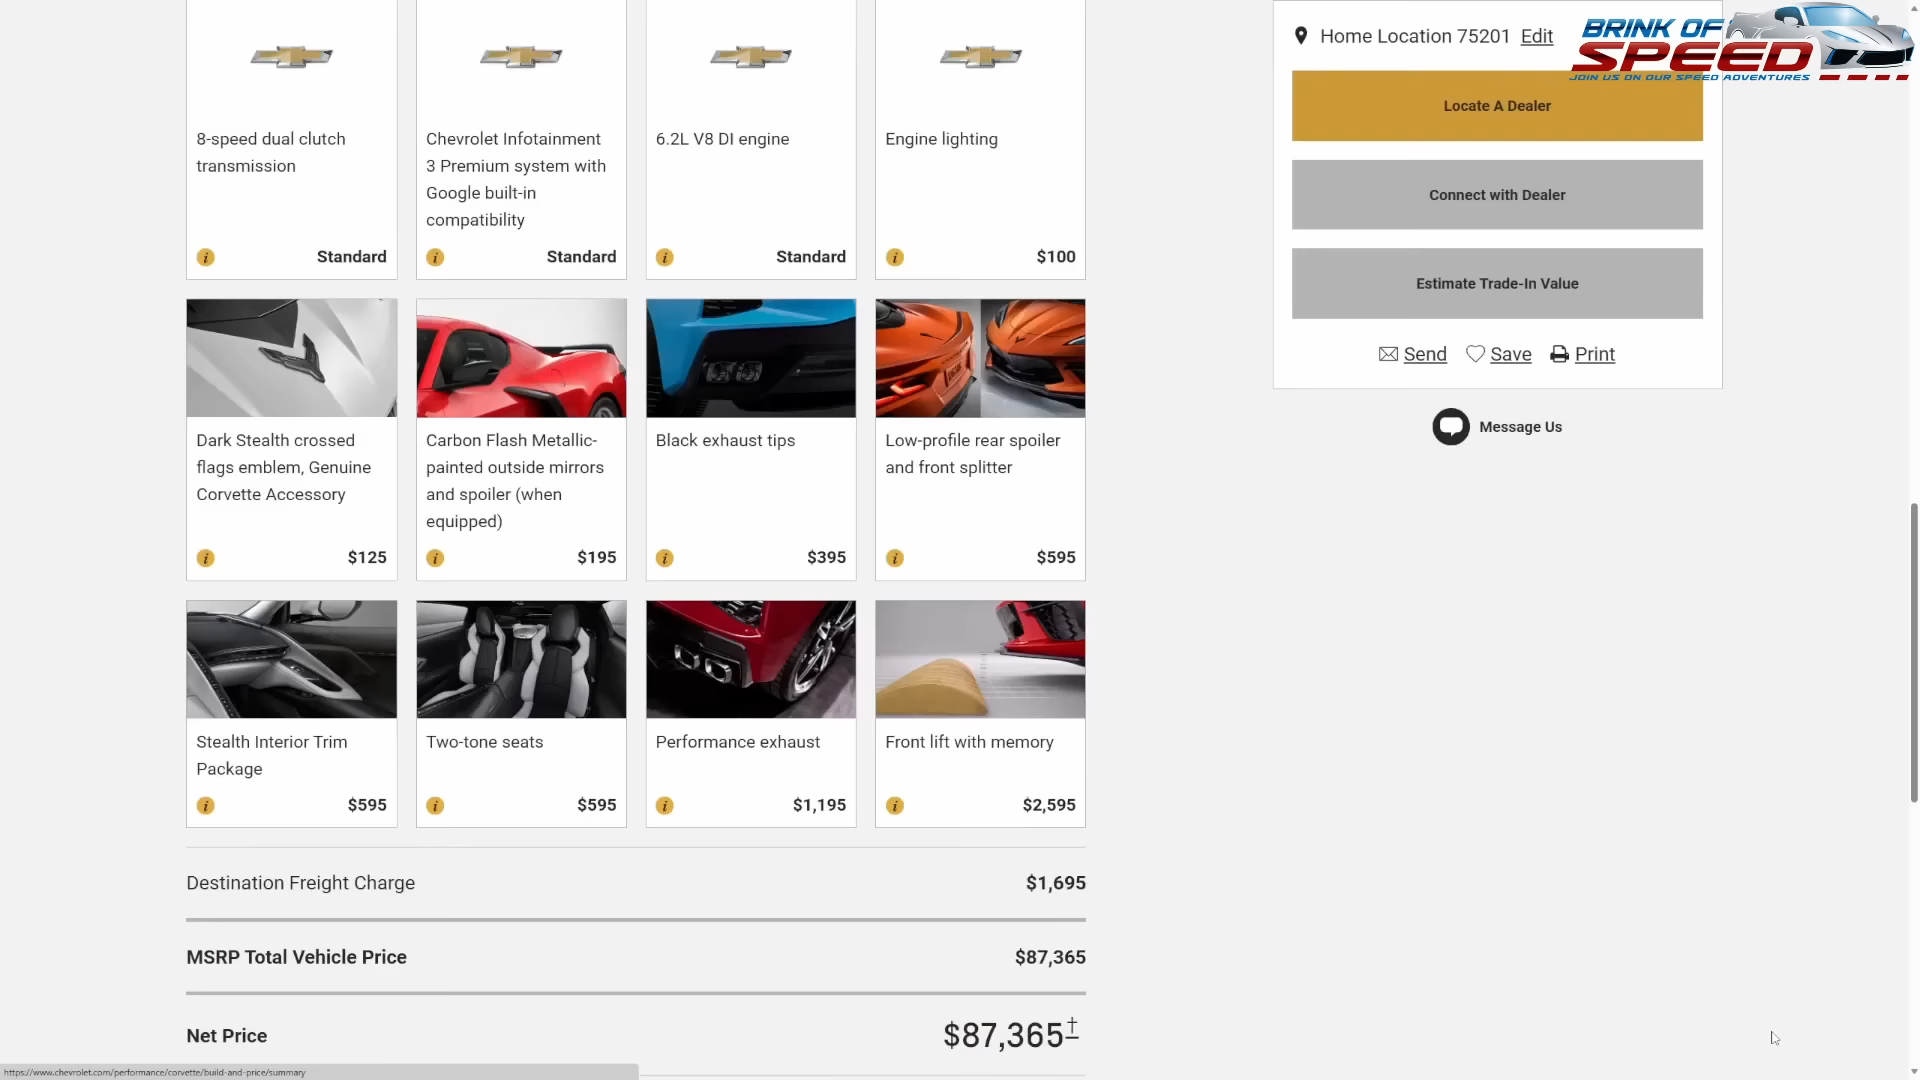 8-speed dual clutch
transmission
Standard
Chevrolet Infotainment
3 Premium system with
Google built-in
compatibility
Standard
6.2L V8 DI engine
Standard
Engine lighting
$100
Dark Stealth crossed
flags emblem, Genuine
Corvette Accessory
$125
Carbon Flash Metallic-
painted outside mirrors
and spoiler (when
equipped)
$195
Black exhaust tips
$395
Low-profile rear spoiler
and front splitter
$595
Stealth Interior Trim
Package
$595
Two-tone seats
$595
Performance exhaust
$1,195
Front lift with memory
$2,595
Destination Freight Charge $1,695
MSRP Total Vehicle Price $87,365
Net Price $87,365†
Home Location 75201 Edit
Locate A Dealer
Connect with Dealer
Estimate Trade-In Value
Send Save Print
Message Us
BRINK OF
SPEED
JOIN US ON OUR SPEED ADVENTURES
https://www.chevrolet.com/performance/corvette/build-and-price/summary